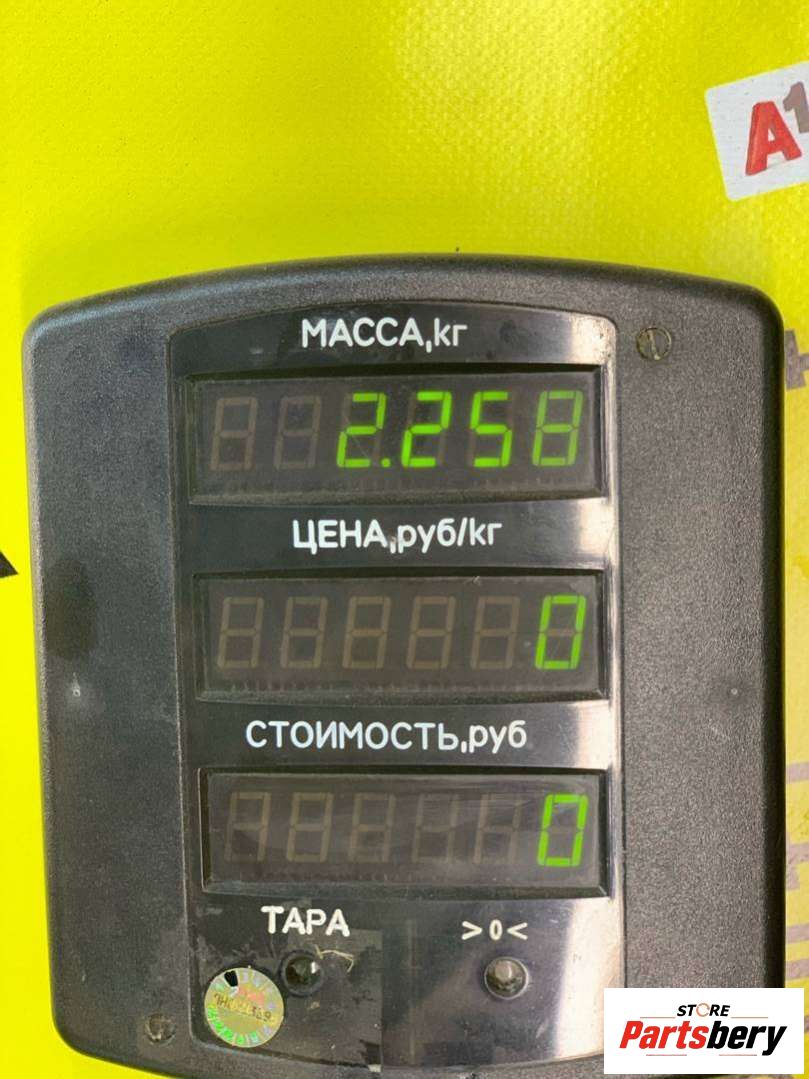 A1
МАССА,кг
2.258
ЦЕНА,руб/кг
0
СТОИМОСТЬ,руб
0
ТАРА >0<
STORE
Partsbery